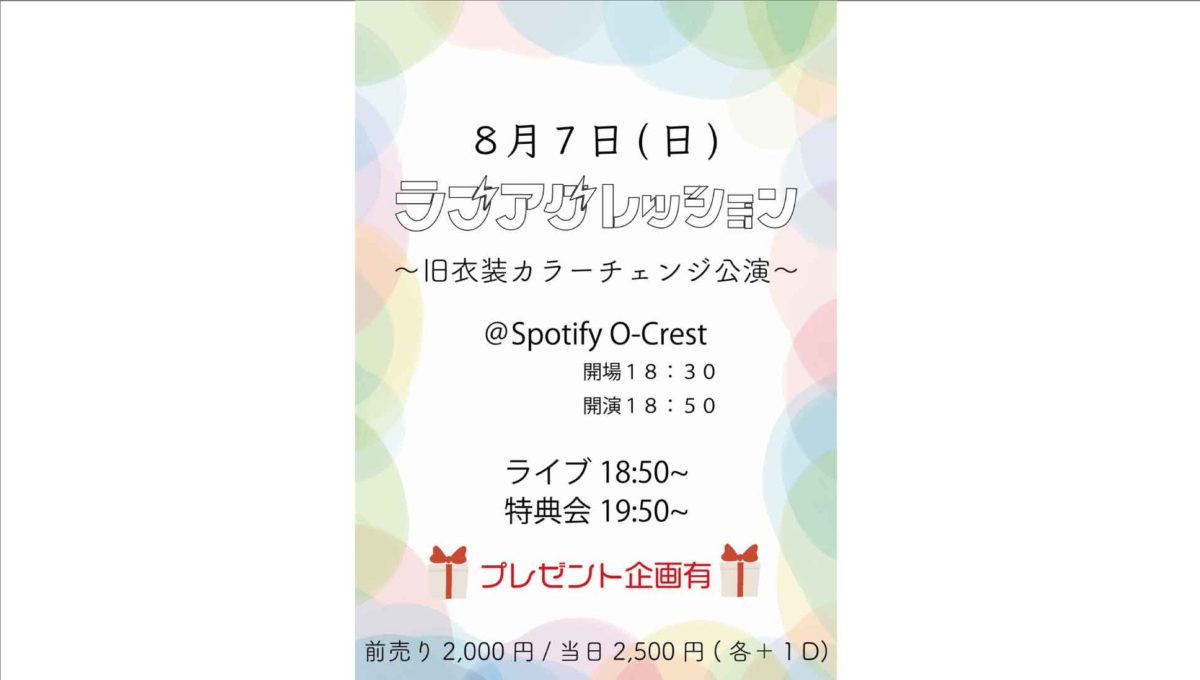 ８月７日(日)
ラブアグレッション
～旧衣装カラーチェンジ公演～
＠Spotify O-Crest
開場１８：３０
開演１８：５０
ライブ 18:50~
特典会 19:50~
プレゼント企画有
前売り 2,000 円 / 当日 2,500 円 ( 各＋１D)